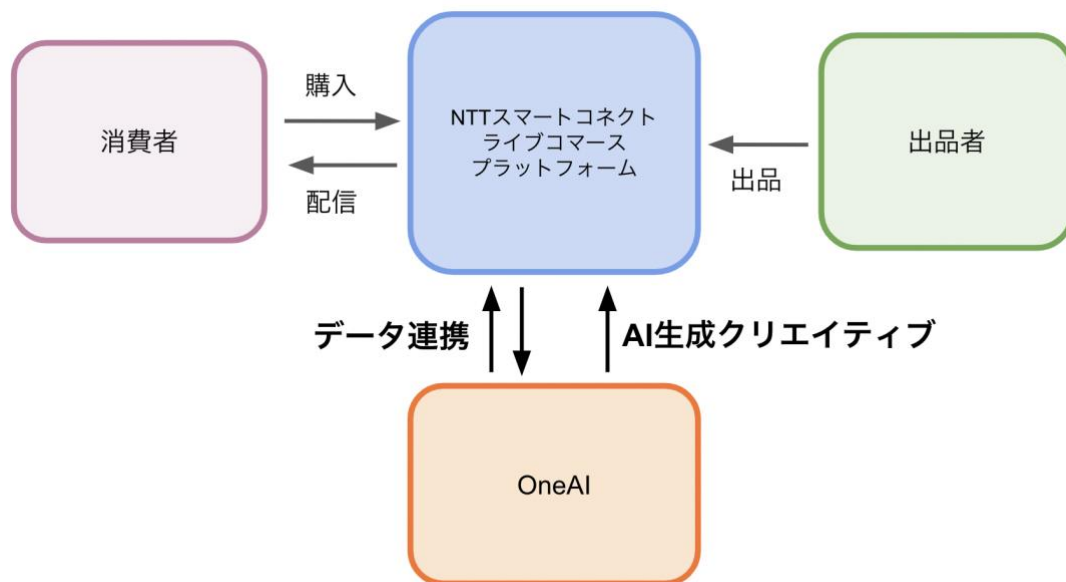 消費者
購入
配信
NTTスマートコネクト
ライブコマース
プラットフォーム
出品
出品者
データ連携
AI生成クリエイティブ
OneAI